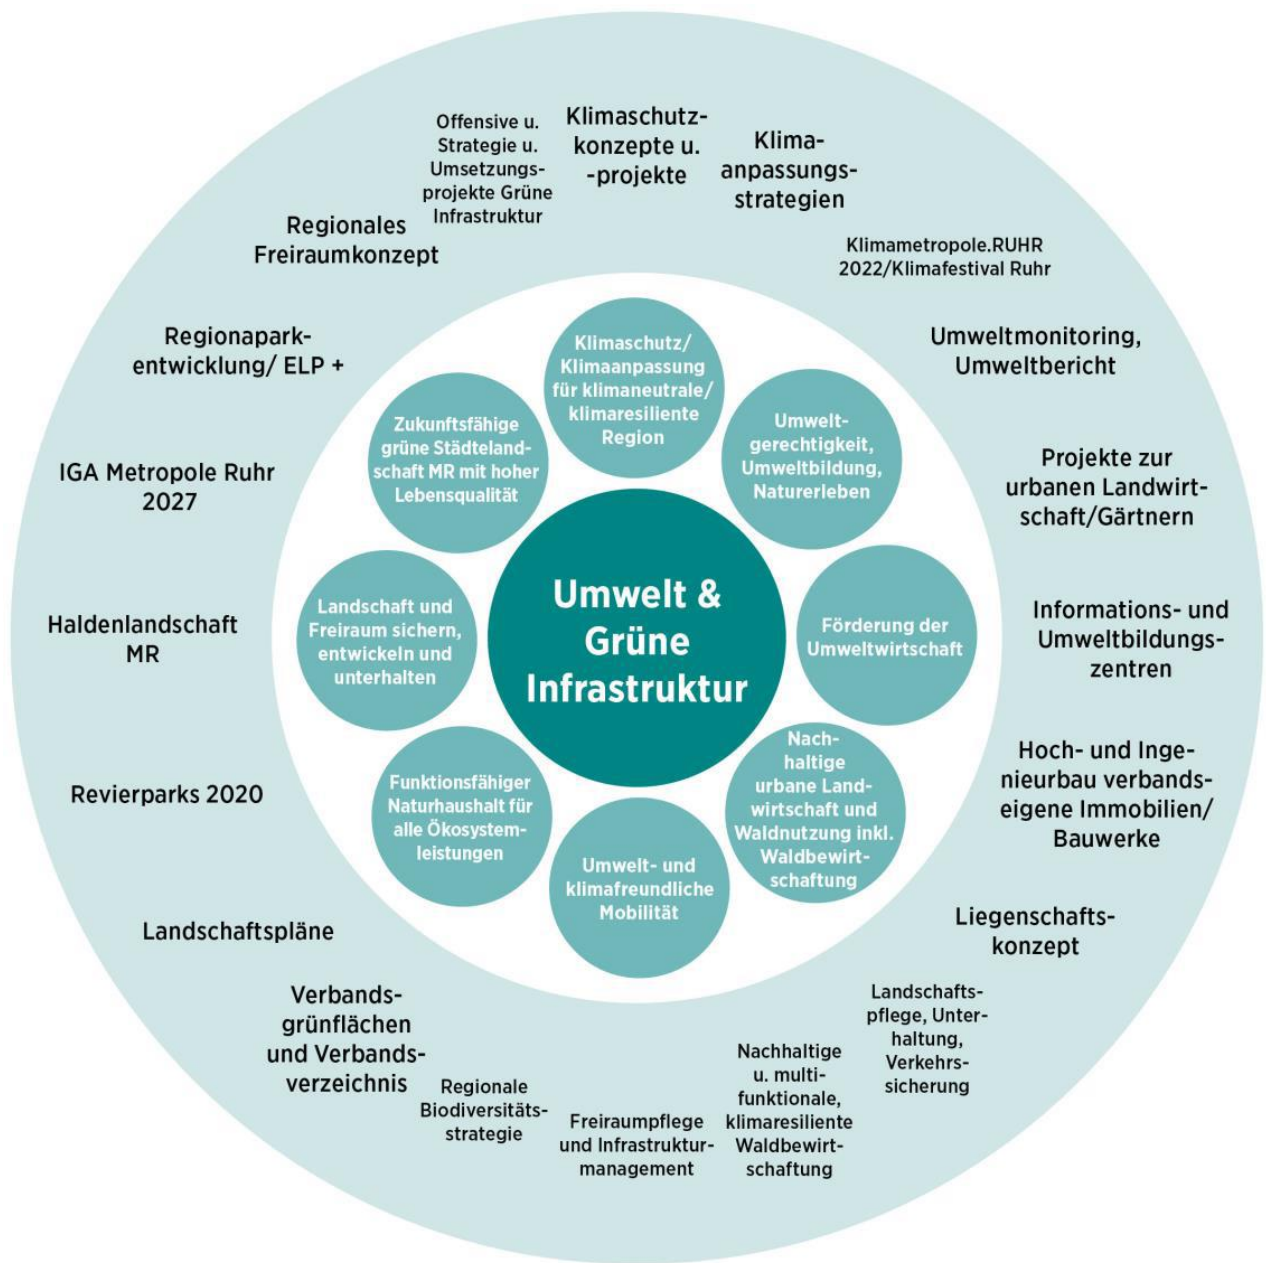 Offensive u.
Strategie u.
Umsetzungs-
projekte Grüne
Infrastruktur
Klimaschutz-
konzepte u.
-projekte
Klima-
anpassungs-
strategien
Klimametropole.RUHR
2022/Klimafestival Ruhr
Umweltmonitoring,
Umweltbericht
Projekte zur
urbanen Landwirt-
schaft/Gärtnern
Informations- und
Umweltbildungs-
zentren
Hoch- und Inge-
nieurbau verbands-
eigene Immobilien/
Bauwerke
Liegenschafts-
konzept
Landschafts-
pflege, Unter-
haltung,
Verkehrs-
sicherung
Nachhaltige
u. multi-
funktionale,
klimaresiliente
Waldbewirt-
schaftung
Freiraumpflege
und Infrastruktur-
management
Regionale
Biodiversitäts-
strategie
Verbands-
grünflächen
und Verbands-
verzeichnis
Landschaftspläne
Revierparks 2020
Haldenlandschaft
MR
IGA Metropole Ruhr
2027
Regionapark-
entwicklung/ ELP +
Regionales
Freiraumkonzept
Klimaschutz/
Klimaanpassung
für klimaneutrale/
klimaresiliente
Region
Umwelt-
gerechtigkeit,
Umweltbildung,
Naturerleben
Förderung der
Umweltwirtschaft
Nach-
haltige
urbane Land-
wirtschaft und
Waldnutzung inkl.
Waldbewirt-
schaftung
Umwelt- und
klimafreundliche
Mobilität
Funktionsfähiger
Naturhaushalt für
alle Ökosystem-
leistungen
Landschaft und
Freiraum sichern,
entwickeln und
unterhalten
Zukunftsfähige
grüne Städteland-
schaft MR mit hoher
Lebensqualität
Umwelt &
Grüne
Infrastruktur